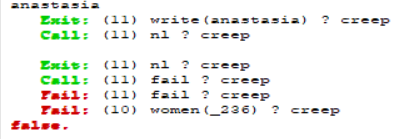 anastasia
Exit: (11) write(anastasia) ? creep
Call: (11) nl ? creep
Exit: (11) nl ? creep
Call: (11) fail ? creep
Fail: (11) fail ? creep
Fail: (10) women(_236) ? creep
false.